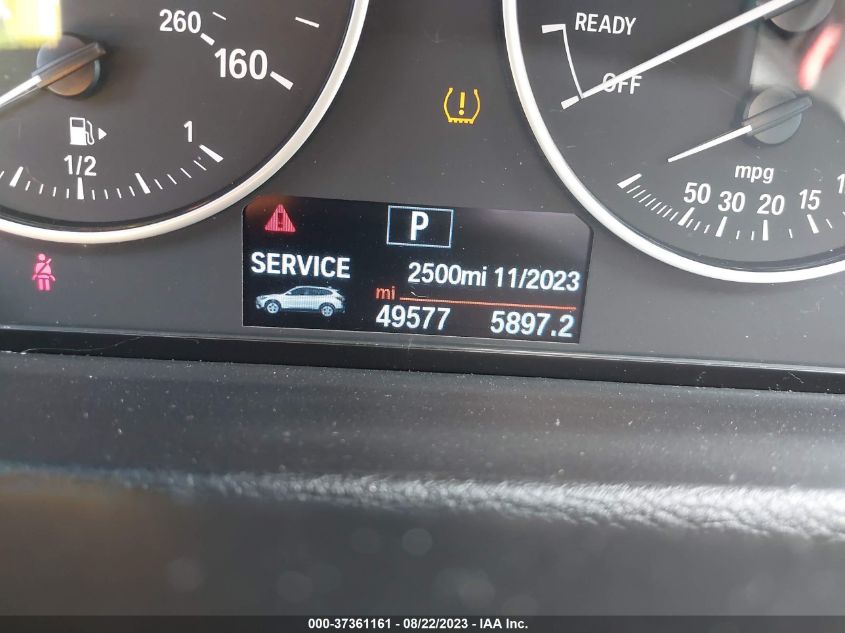 260
160
1/2
1
READY
OFF
mpg
50 30 20 15
P
SERVICE
2500mi 11/2023
mi
49577 5897.2
000-37361161 - 08/22/2023 - IAA Inc.